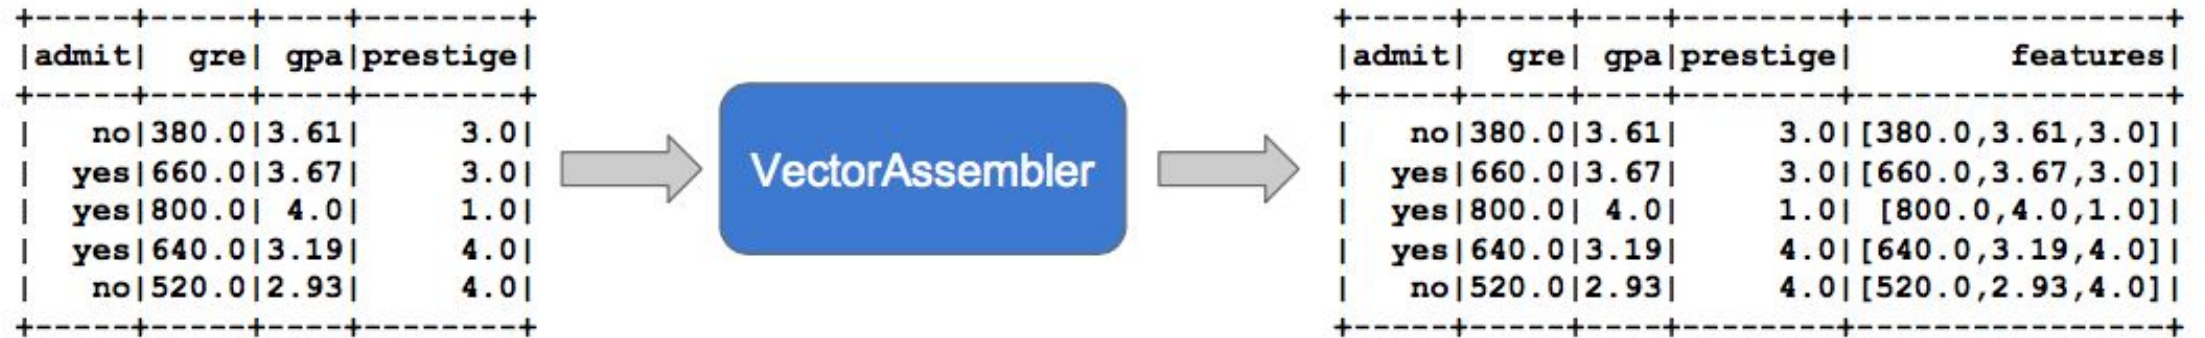 +-----+-----+----+--------+
|admit|  gre| gpa|prestige|
+-----+-----+----+--------+
|   no|380.0|3.61|     3.0|
|  yes|660.0|3.67|     3.0|
|  yes|800.0| 4.0|     1.0|
|  yes|640.0|3.19|     4.0|
|   no|520.0|2.93|     4.0|
+-----+-----+----+--------+
VectorAssembler
+-----+-----+----+--------+----------------+
|admit|  gre| gpa|prestige|        features|
+-----+-----+----+--------+----------------+
|   no|380.0|3.61|     3.0|[380.0,3.61,3.0]|
|  yes|660.0|3.67|     3.0|[660.0,3.67,3.0]|
|  yes|800.0| 4.0|     1.0| [800.0,4.0,1.0]|
|  yes|640.0|3.19|     4.0|[640.0,3.19,4.0]|
|   no|520.0|2.93|     4.0|[520.0,2.93,4.0]|
+-----+-----+----+--------+----------------+